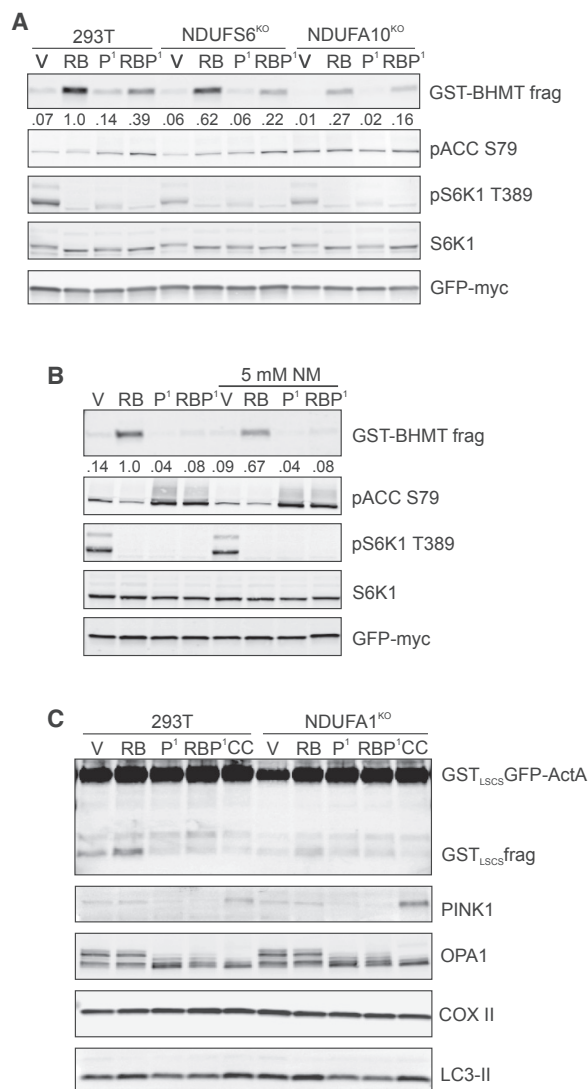 A
293T NDUFS6KO NDUFA10KO
V RB P1 RBP1 V RB P1 RBP1 V RB P1 RBP1
GST-BHMT frag
.07 1.0 .14 .39 .06 .62 .06 .22 .01 .27 .02 .16
pACC S79
pS6K1 T389
S6K1
GFP-myc
B
5 mM NM
V RB P1 RBP1 V RB P1 RBP1
GST-BHMT frag
.14 1.0 .04 .08 .09 .67 .04 .08
pACC S79
pS6K1 T389
S6K1
GFP-myc
C
293T NDUFA1KO
V RB P1 RBP1 CC V RB P1 RBP1 CC
GSTLSCSGFP-ActA
GSTLSCSfrag
PINK1
OPA1
COX II
LC3-II